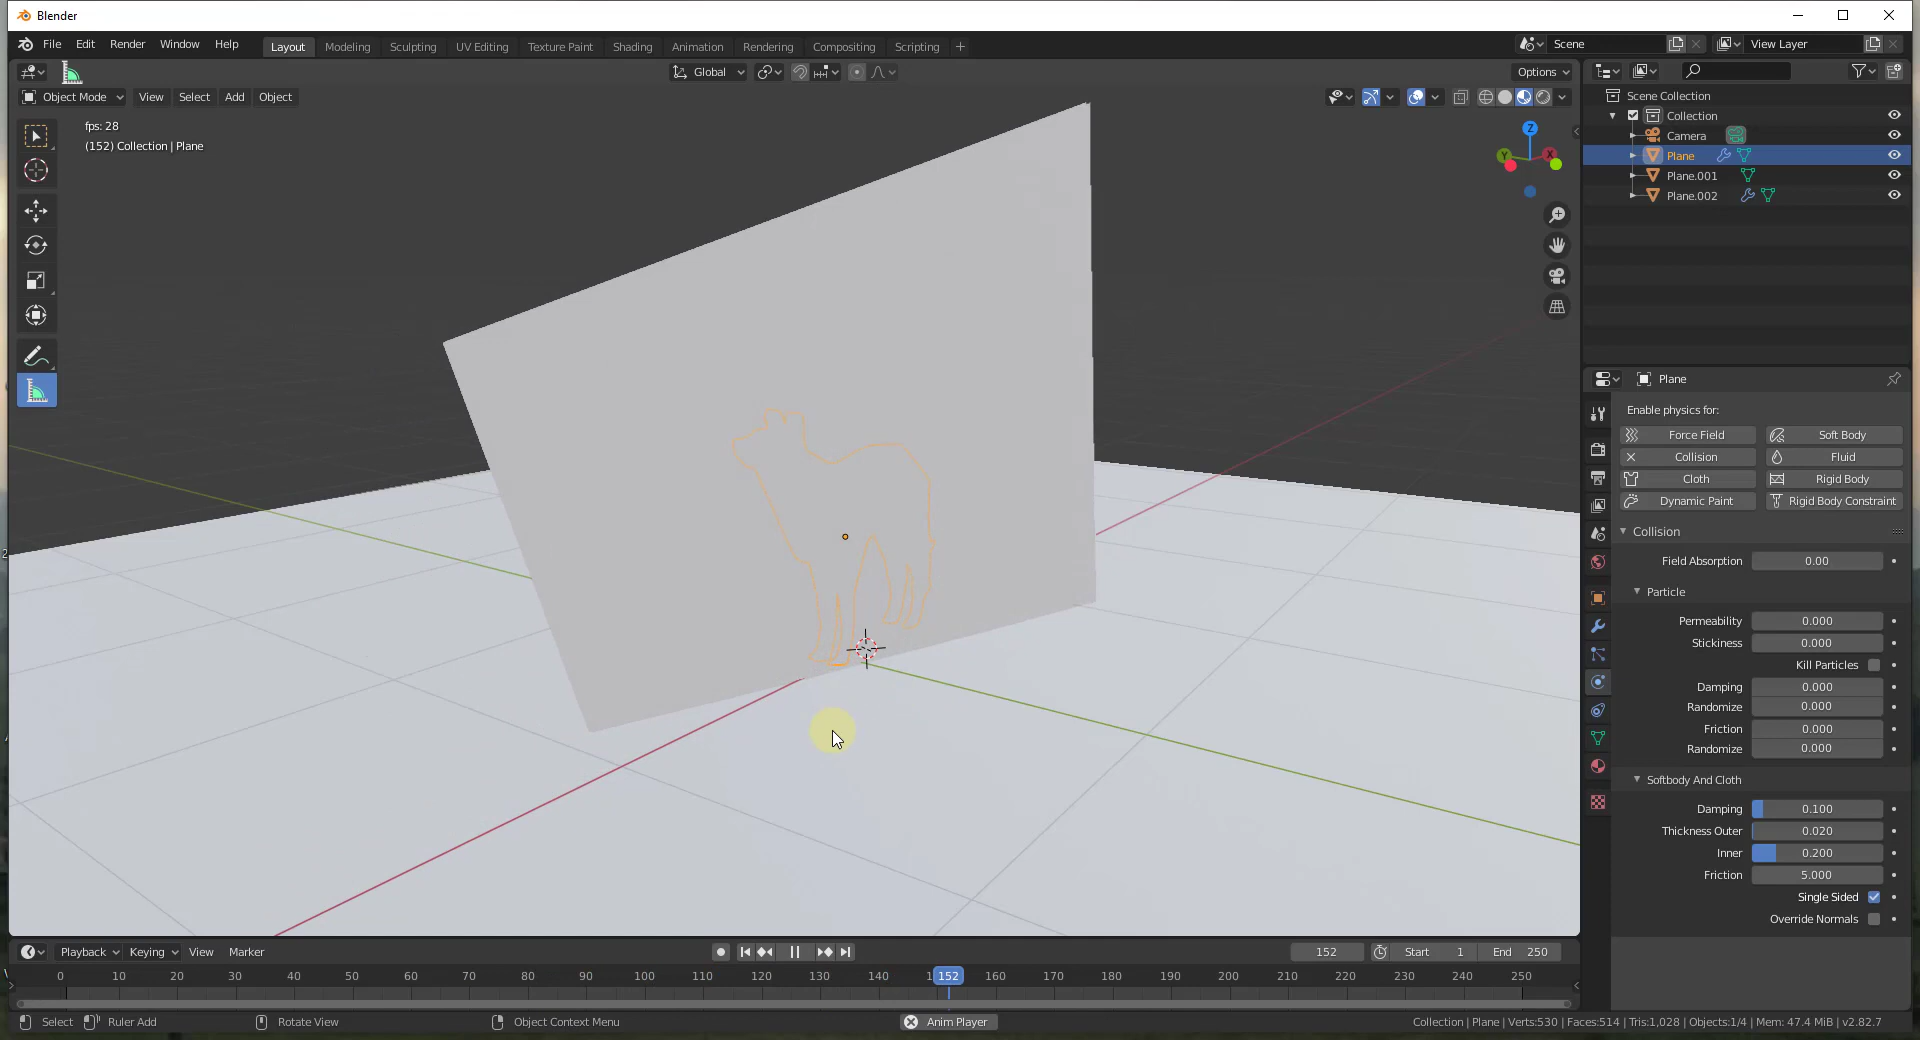 Blender
File Edit Render Window Help Layout Modeling Sculpting UV Editing Texture Paint Shading Animation Rendering Compositing Scripting + Scene View Layer
Global Options
Object Mode View Select Add Object
fps: 28
(152) Collection | Plane
Z
Y
X
Scene Collection
Collection
Camera
Plane
Plane.001
Plane.002
Plane
Enable physics for:
Force Field Soft Body
Collision Fluid
Cloth Rigid Body
Dynamic Paint Rigid Body Constraint
Collision
Field Absorption 0.00
Particle
Permeability 0.000
Stickiness 0.000
Kill Particles
Damping 0.000
Randomize 0.000
Friction 0.000
Randomize 0.000
Softbody And Cloth
Damping 0.100
Thickness Outer 0.020
Inner 0.200
Friction 5.000
Single Sided
Override Normals
Playback Keying View Marker 152 Start 1 End 250
0 10 20 30 40 50 60 70 80 90 100 110 120 130 140 152 160 170 180 190 200 210 220 230 240 250
Select Ruler Add Rotate View Object Context Menu Anim Player Collection | Plane | Verts:530 | Faces:514 | Tris:1,028 | Objects:1/4 | Mem: 47.4 MiB | v2.82.7